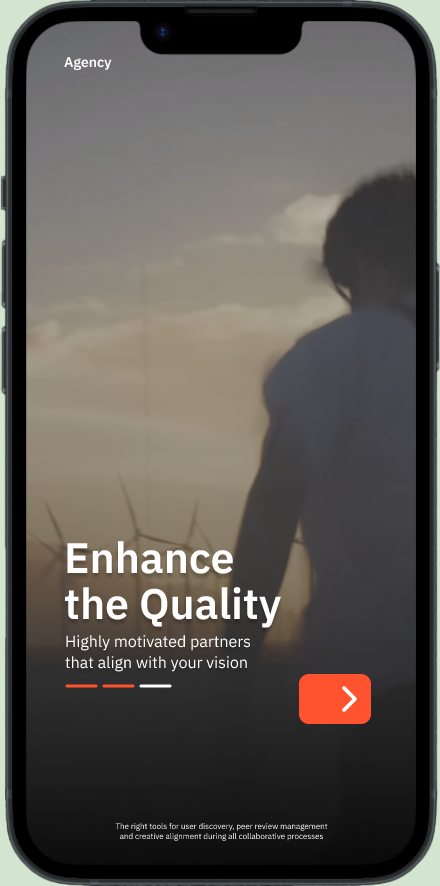 Agency
Enhance
the Quality
Highly motivated partners
that align with your vision
The right tools for user discovery, peer review management
and creative alignment during all collaborative processes